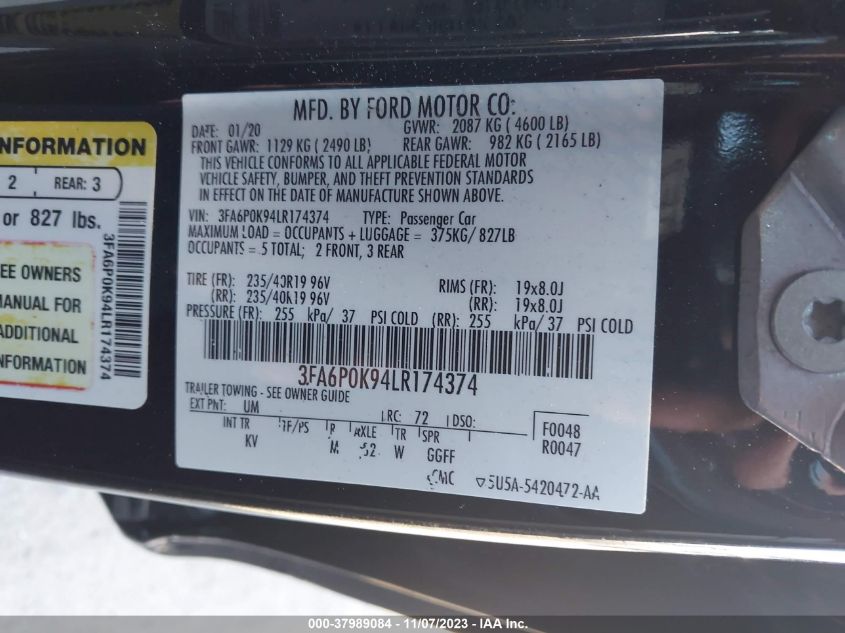 MFD. BY FORD MOTOR CO:
DATE: 01/20 GVWR: 2087 KG ( 4600 LB)
FRONT GAWR: 1129 KG ( 2490 LB) REAR GAWR: 982 KG ( 2165 LB)
THIS VEHICLE CONFORMS TO ALL APPLICABLE FEDERAL MOTOR
VEHICLE SAFETY, BUMPER, AND THEFT PREVENTION STANDARDS
IN EFFECT ON THE DATE OF MANUFACTURE SHOWN ABOVE.
VIN: 3FA6P0K94LR174374 TYPE: Passenger Car
MAXIMUM LOAD = OCCUPANTS + LUGGAGE = 375KG/ 827LB
OCCUPANTS = 5 TOTAL; 2 FRONT, 3 REAR
TIRE (FR): 235/40R19 96V RIMS (FR): 19x8.0J
(RR): 235/40R19 96V (RR): 19x8.0J
PRESSURE (FR): 255 kPa/ 37 PSI COLD (RR): 255 kPa/ 37 PSI COLD
3FA6P0K94LR174374
TRAILER TOWING - SEE OWNER GUIDE
EXT PNT: UM RC: 72 DSO:
INT TR TP/PS R AXLE TR SPR F0048
KV M 52 W GGFF R0047
5U5A-5420472-AA
NFORMATION
2 REAR: 3
or 827 lbs.
EE OWNERS
MANUAL FOR
ADDITIONAL
NFORMATION
3FA6P0K94LR174374
000-37989084 - 11/07/2023 - IAA Inc.